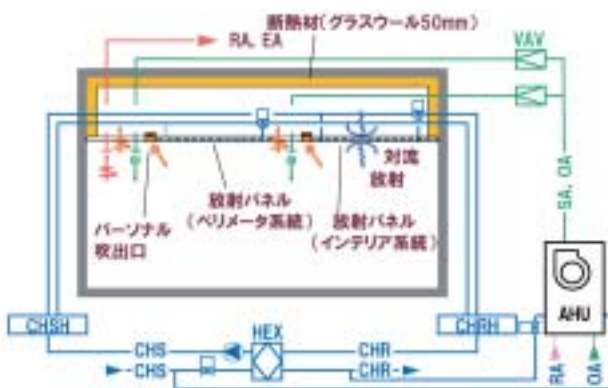 断熱材(グラスウール50mm)
RA, EA
VAV
対流
放射
放射パネル
(ペリメータ系統)
放射パネル
(インテリア系統)
パーソナル
吹出口
SA, OA
AHU
CHSH
HEX
CHRH
CHS
CHR
CHS
CHR
RA
OA